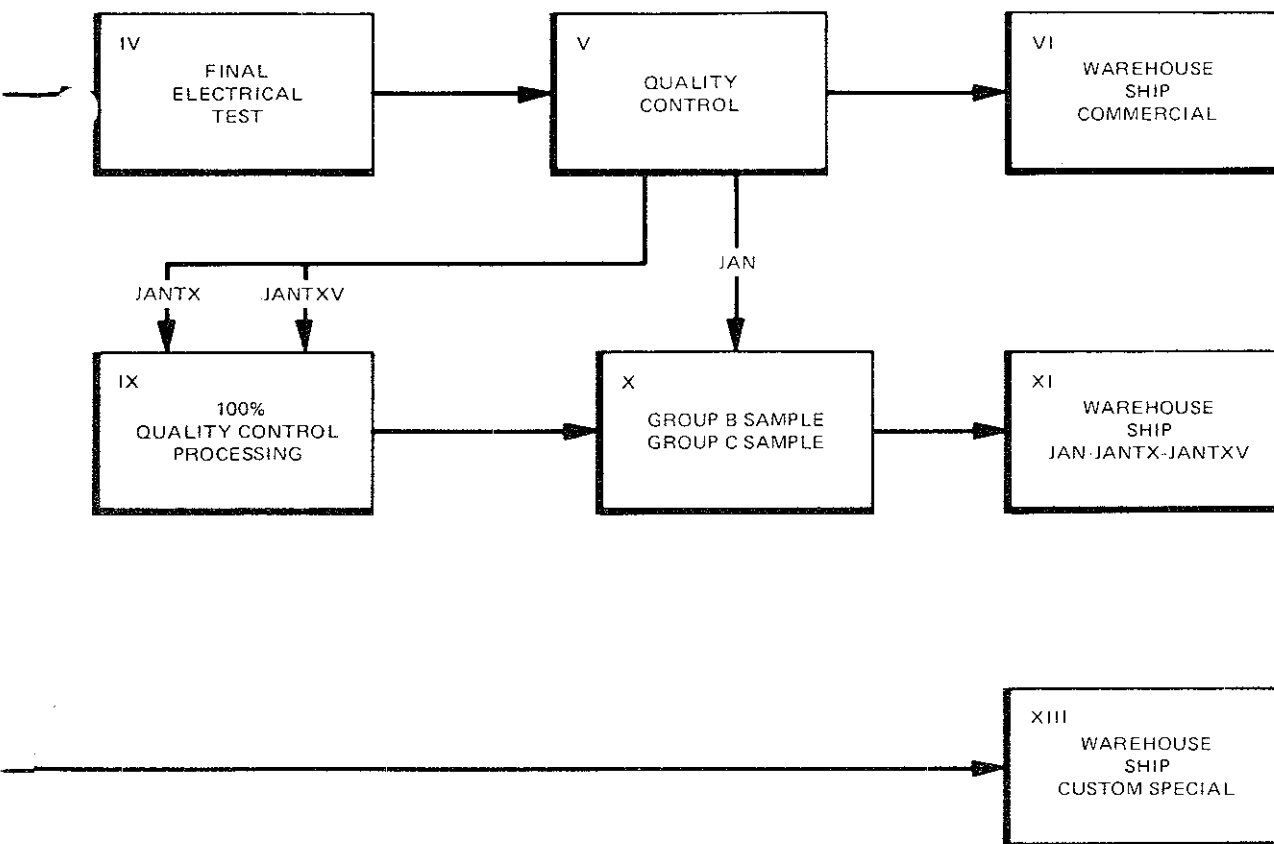 IV
FINAL
ELECTRICAL
TEST
V
QUALITY
CONTROL
VI
WAREHOUSE
SHIP
COMMERCIAL
JANTX
JANTXV
JAN
IX
100%
QUALITY CONTROL
PROCESSING
X
GROUP B SAMPLE
GROUP C SAMPLE
XI
WAREHOUSE
SHIP
JAN-JANTX-JANTXV
XIII
WAREHOUSE
SHIP
CUSTOM SPECIAL